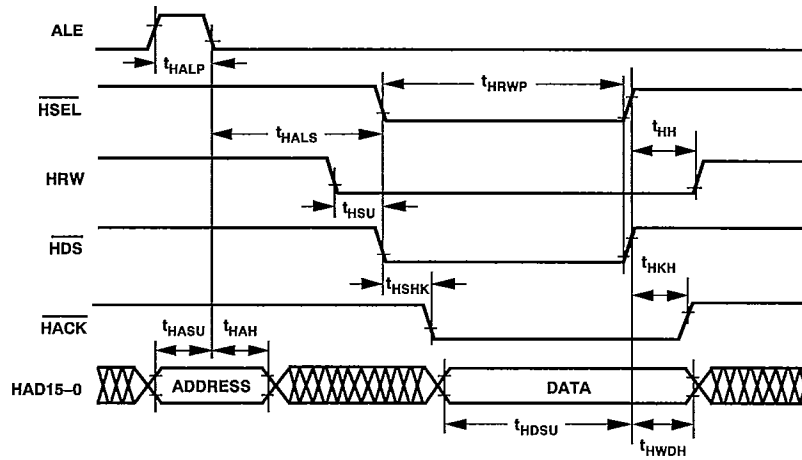 ALE
tHALP
HSEL
tHRWP
tHALS
tHH
HRW
tHSU
HDS
tHSHK
tHKH
HACK
tHASU
tHAH
HAD15–0
ADDRESS
DATA
tHDSU
tHWDH